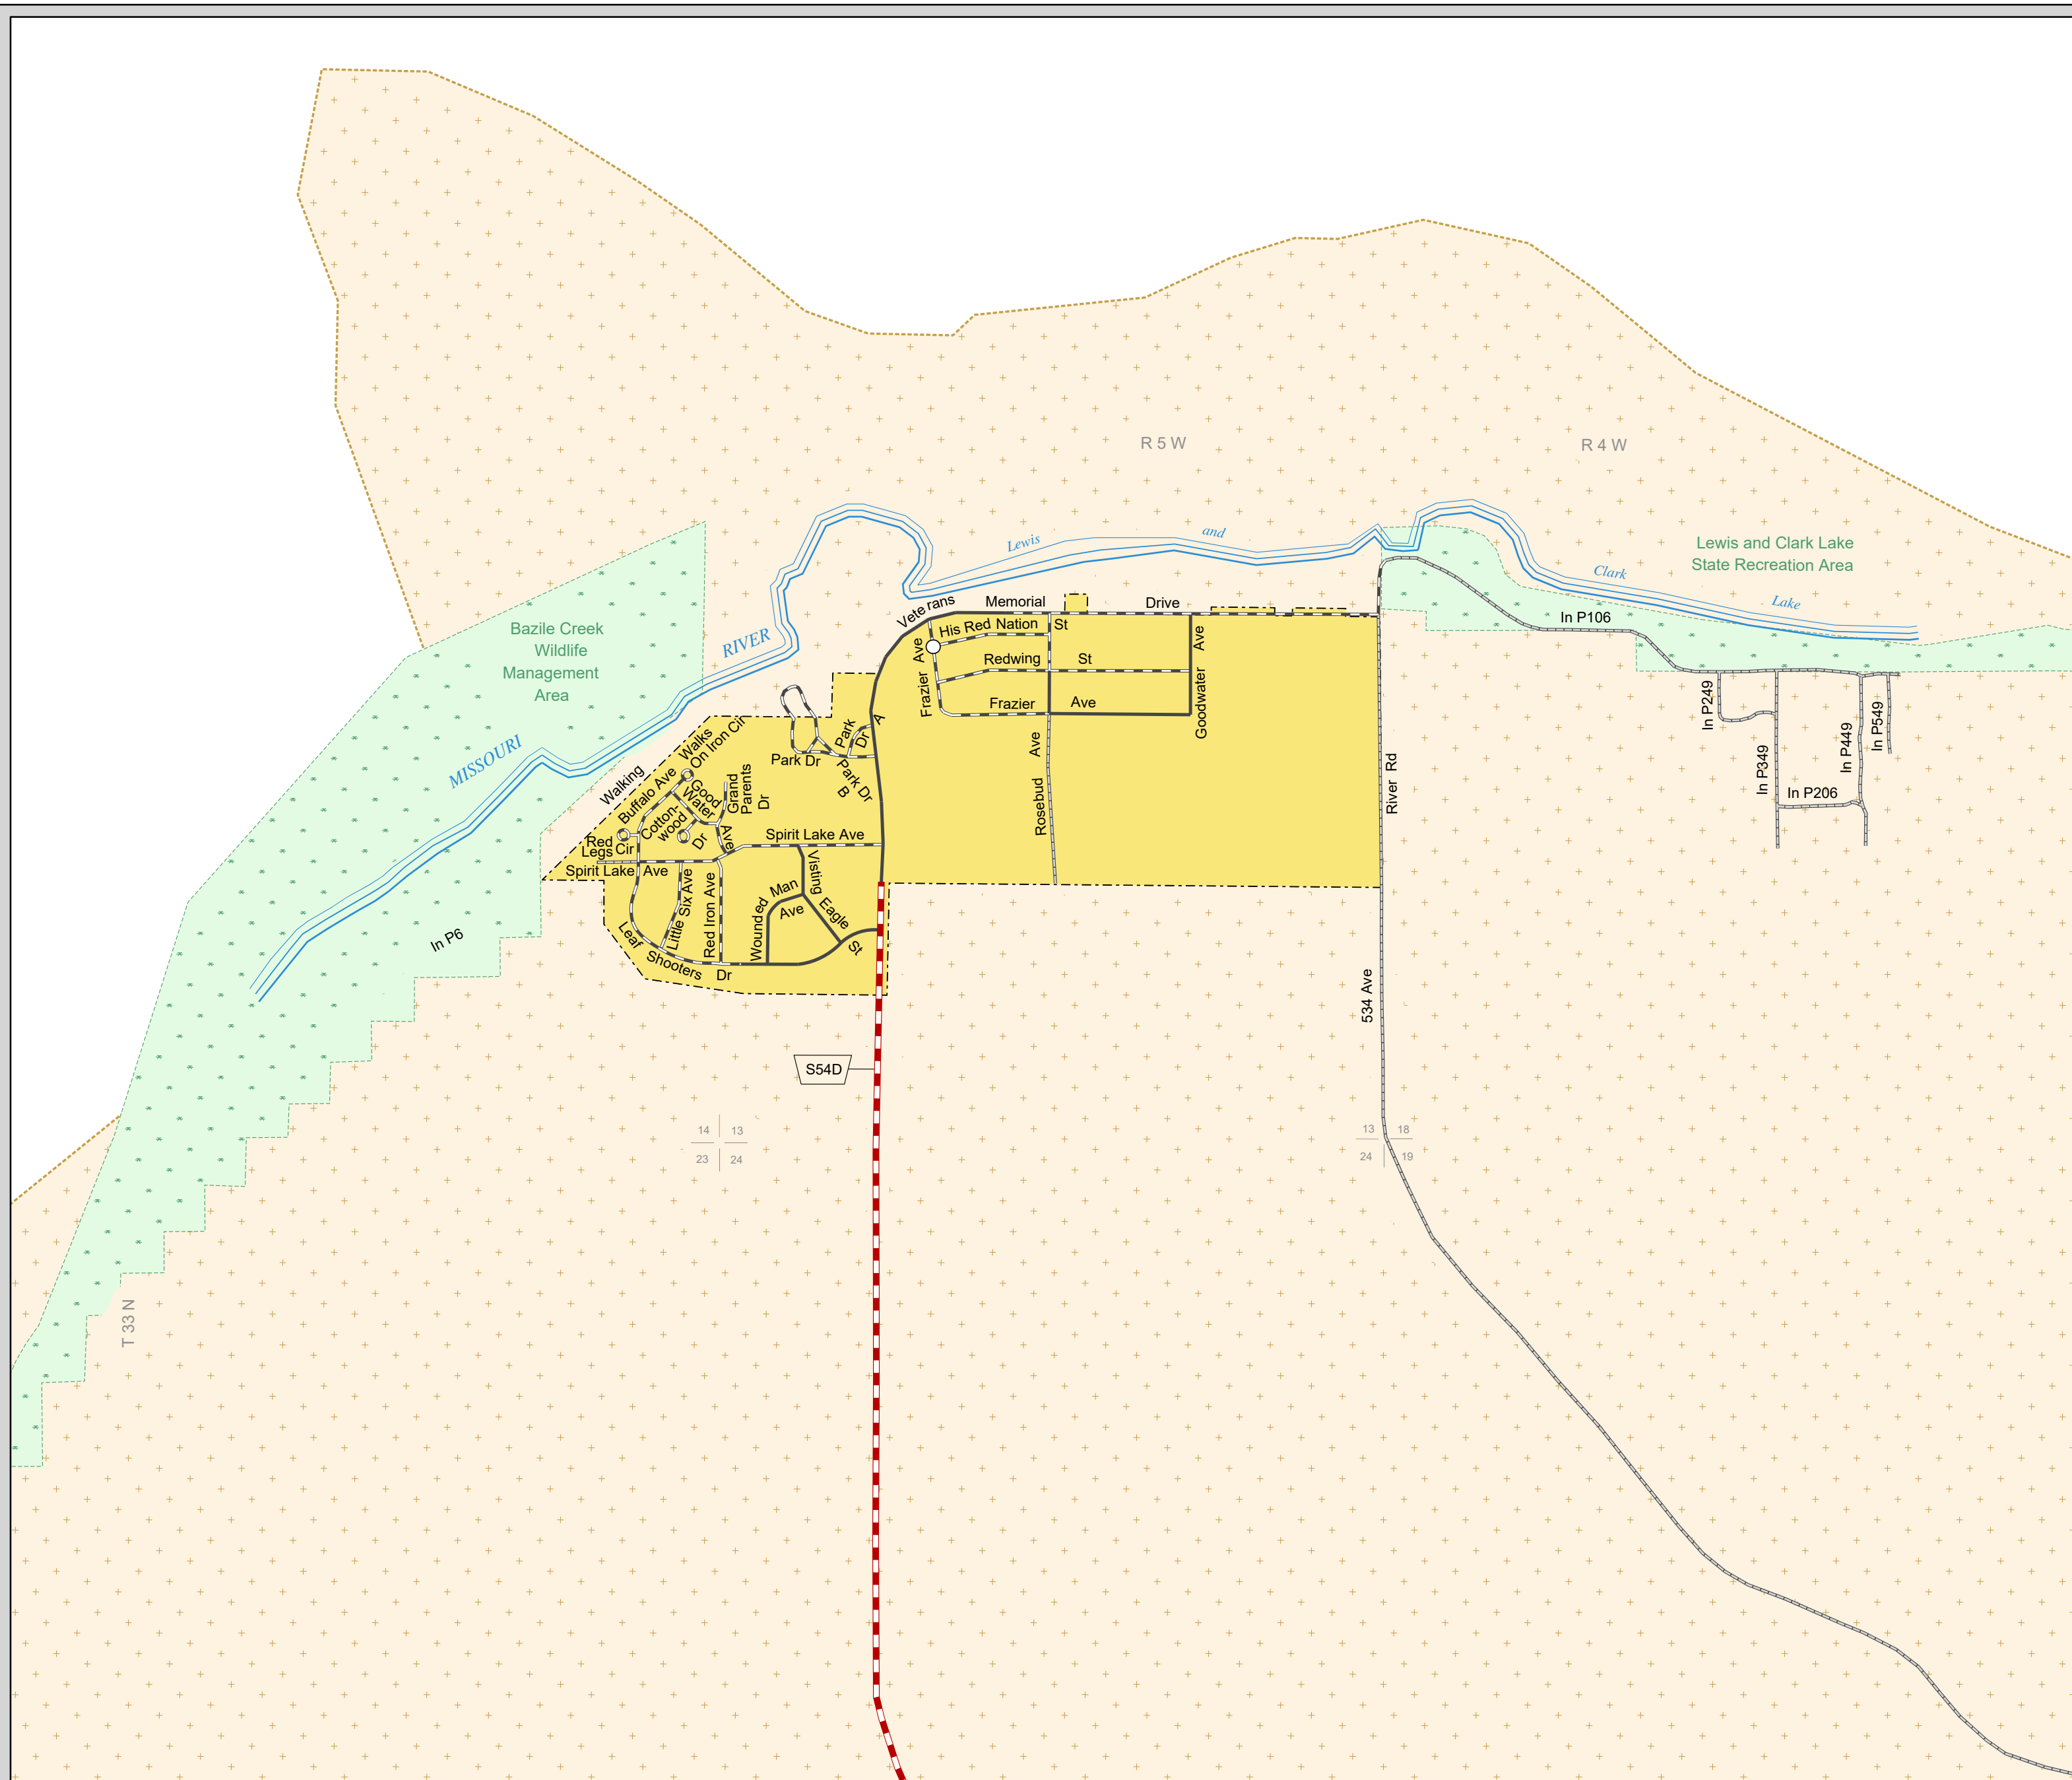 R 5 W
R 4 W
Lewis and Clark Lake
State Recreation Area
Lewis and Clark Lake
Bazile Creek
Wildlife
Management
Area
MISSOURI RIVER
Veterans Memorial Drive
His Red Nation St
Redwing St
Frazier Ave
Frazier Ave
Goodwater Ave
Rosebud Ave
River Rd
534 Ave
In P106
In P249
In P349
In P449
In P549
In P206
Park Dr A
Park Dr
Park Dr B
Walks
On Iron Cir
Walking
Buffalo Ave
Good
Water
Ave
Grand
Parents
Dr
Cotton-
wood
Dr
Red
Legs Cir
Spirit Lake Ave
Spirit Lake Ave
Little Six Ave
Red Iron Ave
Wounded Man
Ave
Visting Eagle St
Leaf Shooters Dr
In P6
S54D
14 13
23 24
13 18
24 19
T 33 N